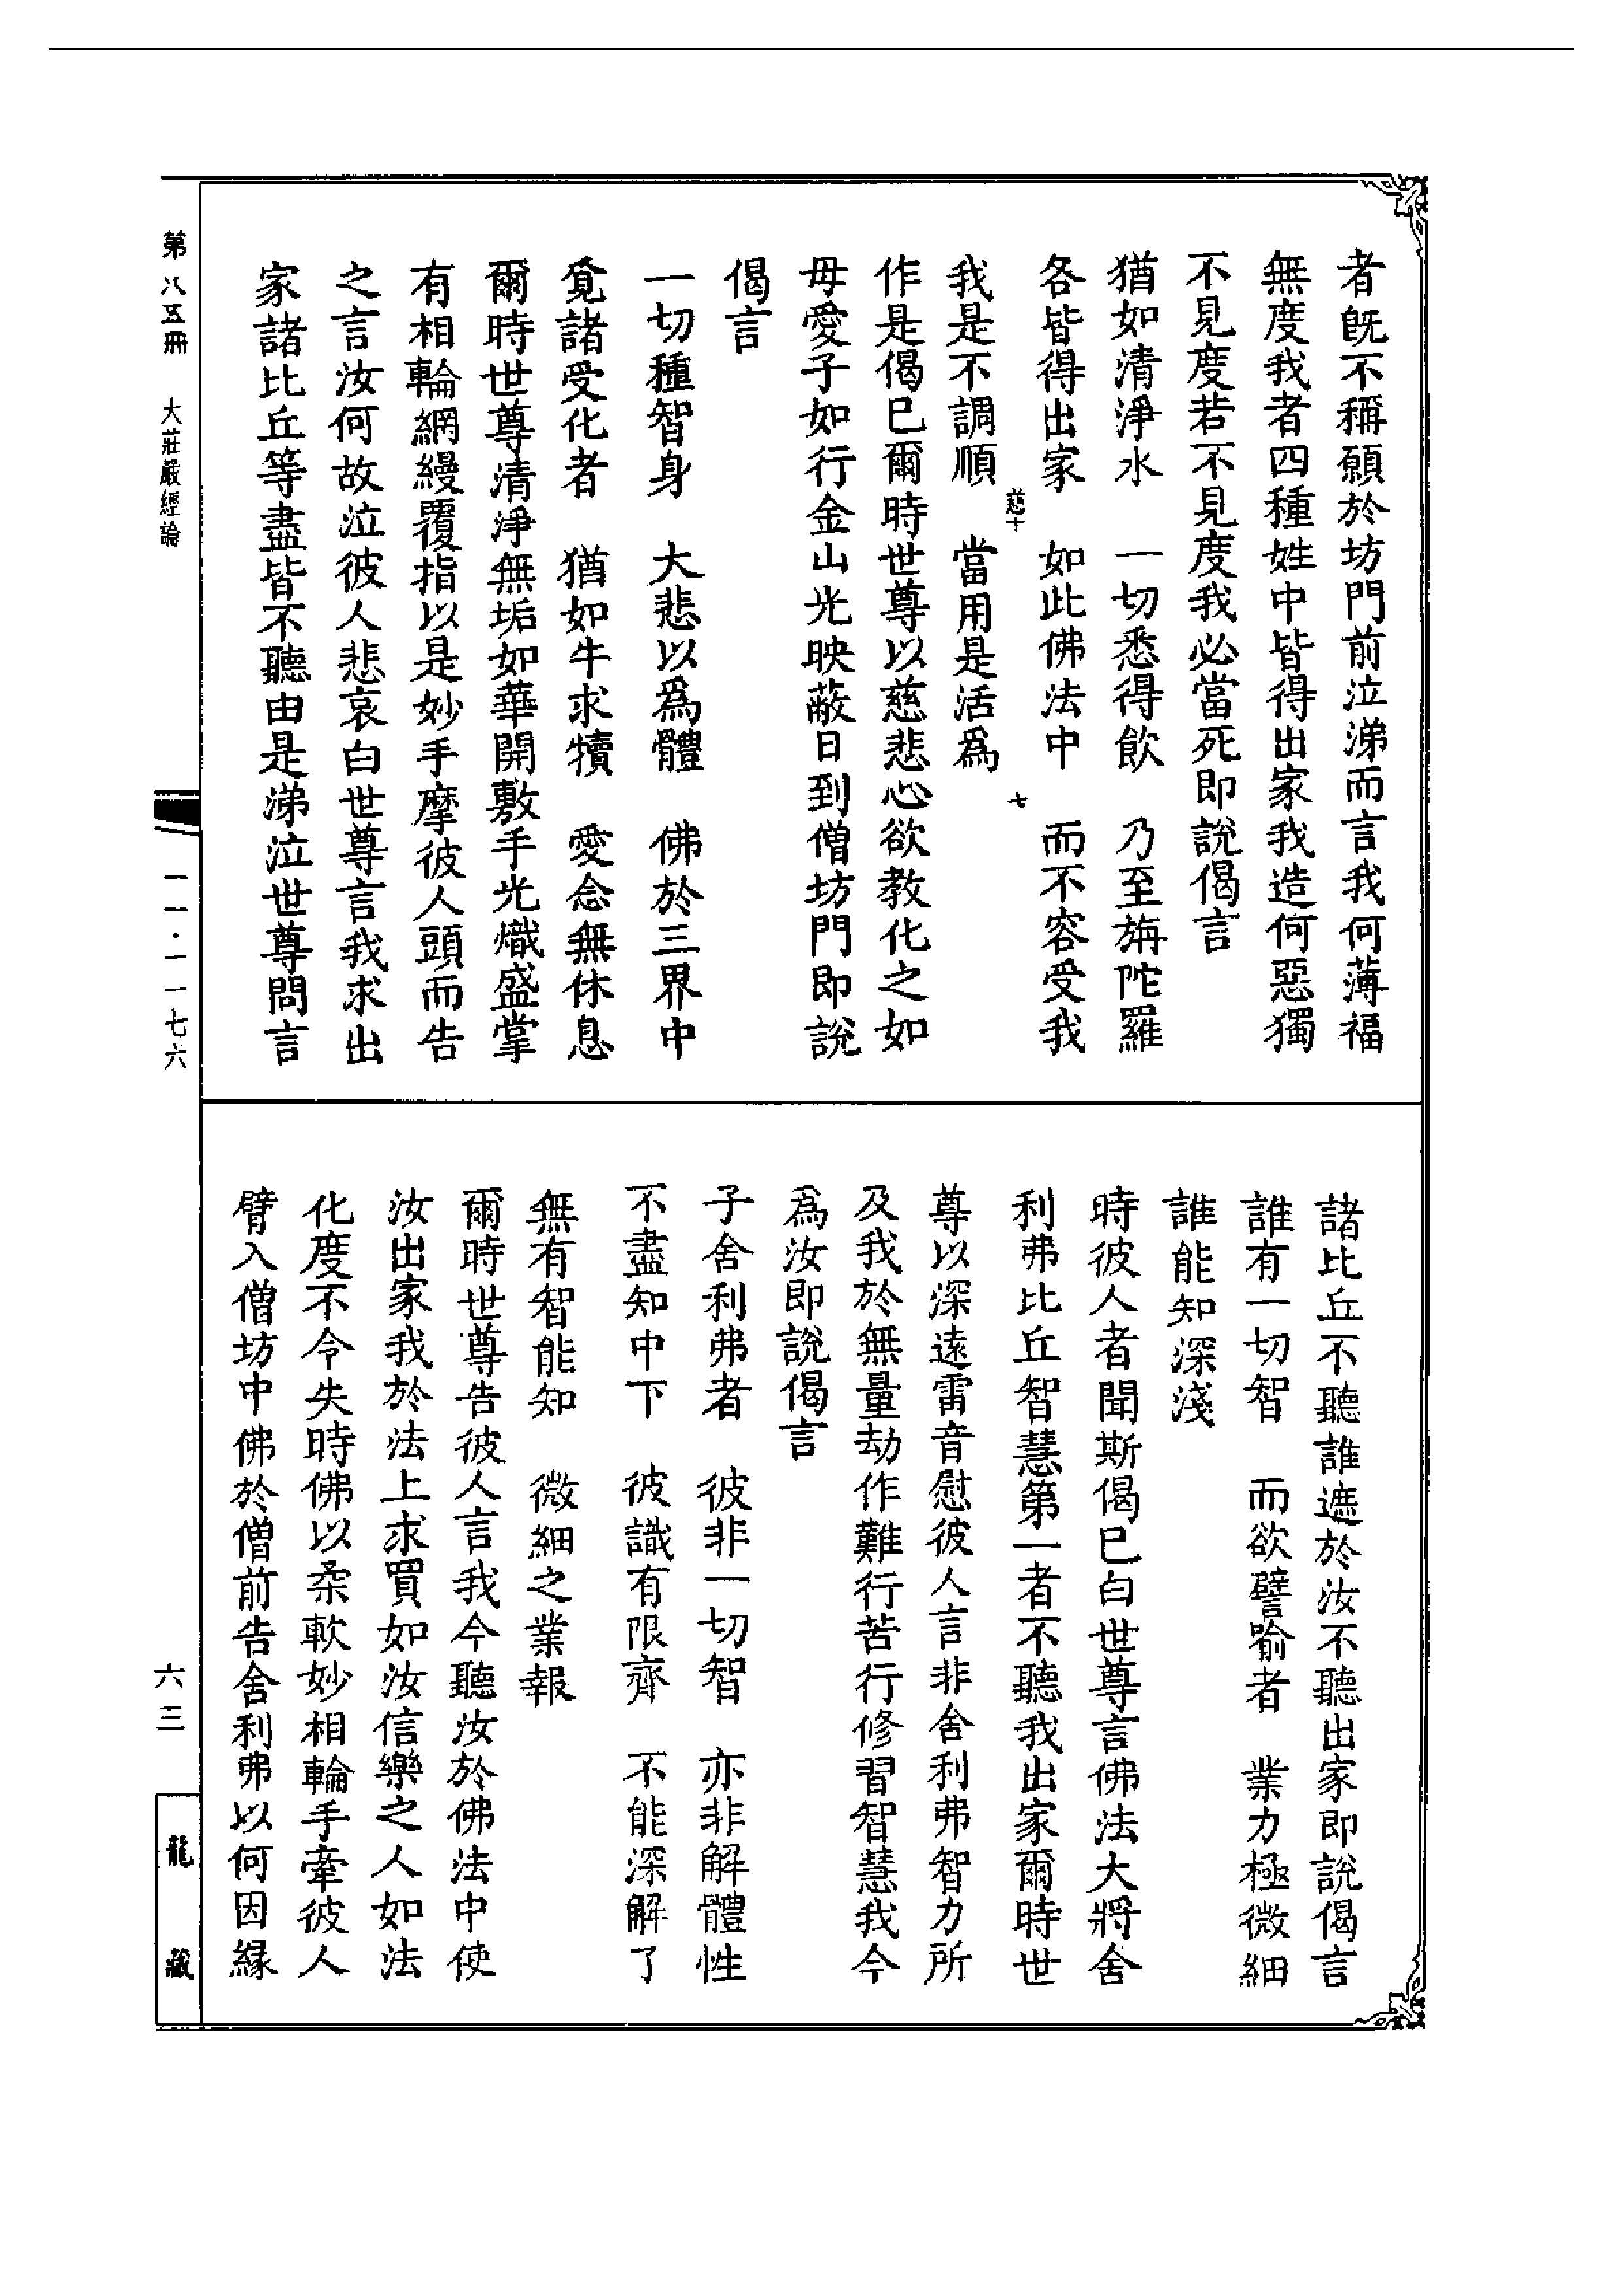 者旣不稱願於坊門前泣涕而言我何薄福
無度我者四種姓中皆得出家我造何惡獨
不見度若不見度我必當死即說偈言
猶如清淨水　一切悉得飲　乃至旃陀羅
各皆得出家　如此佛法中　而不容受我
慈十　七
我是不調順　當用是活爲
作是偈已爾時世尊以慈悲心欲教化之如
母愛子如行金山光映蔽日到僧坊門即說
偈言
一切種智身　大悲以爲體　佛於三界中
覓諸受化者　猶如牛求犢　愛念無休息
爾時世尊清淨無垢如華開敷手光熾盛掌
有相輪網縵覆指以是妙手摩彼人頭而告
之言汝何故泣彼人悲哀白世尊言我求出
家諸比丘等盡皆不聽由是涕泣世尊問言
諸比丘不聽誰遮於汝不聽出家即說偈言
誰有一切智　而欲譬喻者　業力極微細
誰能知深淺
時彼人者聞斯偈已白世尊言佛法大將舍
利弗比丘智慧第一者不聽我出家爾時世
尊以深遠雷音慰彼人言非舍利弗智力所
及我於無量劫作難行苦行修習智慧我今
爲汝即說偈言
子舍利弗者　彼非一切智　亦非解體性
不盡知中下　彼識有限齊　不能深解了
無有智能知　微細之業報
爾時世尊告彼人言我今聽汝於佛法中使
汝出家我於法上求買如汝信樂之人如法
化度不令失時佛以柔軟妙相輪手牽彼人
臂入僧坊中佛於僧前告舍利弗以何因緣
第八五冊　大莊嚴經論　一一·一一七六　六三
龍藏